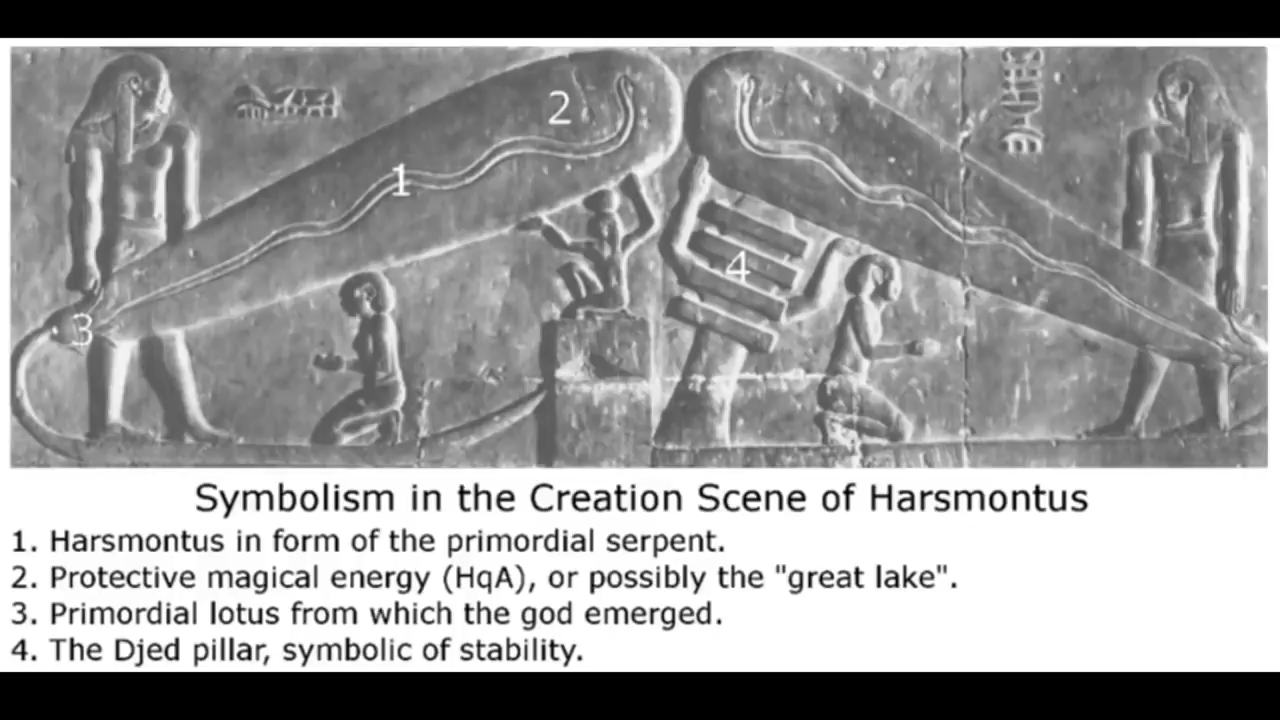 1
2
3
4
Symbolism in the Creation Scene of Harsmontus
1. Harsmontus in form of the primordial serpent.
2. Protective magical energy (HqA), or possibly the "great lake".
3. Primordial lotus from which the god emerged.
4. The Djed pillar, symbolic of stability.